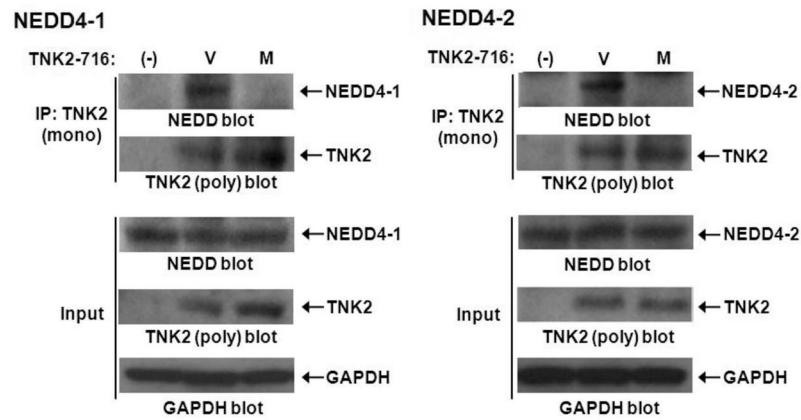 NEDD4-1
TNK2-716: (-) V M
IP: TNK2
(mono)
←NEDD4-1
NEDD blot
←TNK2
TNK2 (poly) blot
Input
←NEDD4-1
NEDD blot
←TNK2
TNK2 (poly) blot
←GAPDH
GAPDH blot
NEDD4-2
TNK2-716: (-) V M
IP: TNK2
(mono)
←NEDD4-2
NEDD blot
←TNK2
TNK2 (poly) blot
Input
←NEDD4-2
NEDD blot
←TNK2
TNK2 (poly) blot
←GAPDH
GAPDH blot